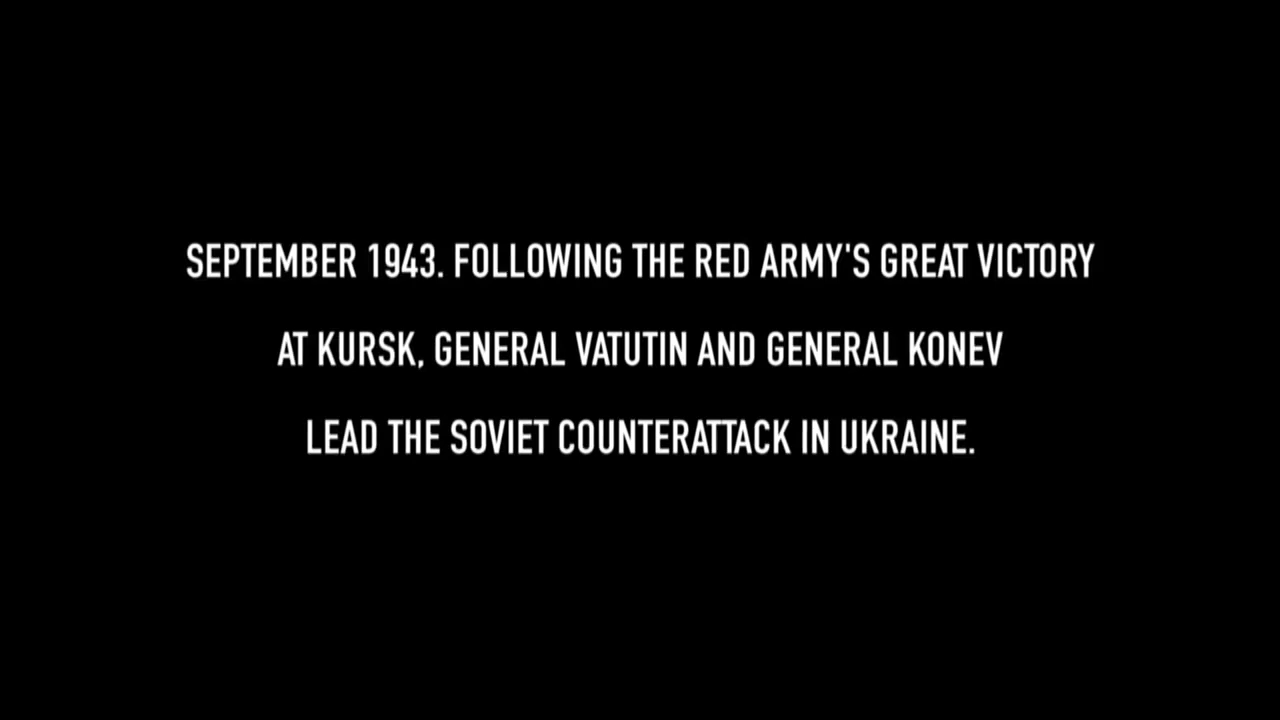 SEPTEMBER 1943. FOLLOWING THE RED ARMY'S GREAT VICTORY
AT KURSK, GENERAL VATUTIN AND GENERAL KONEV
LEAD THE SOVIET COUNTERATTACK IN UKRAINE.